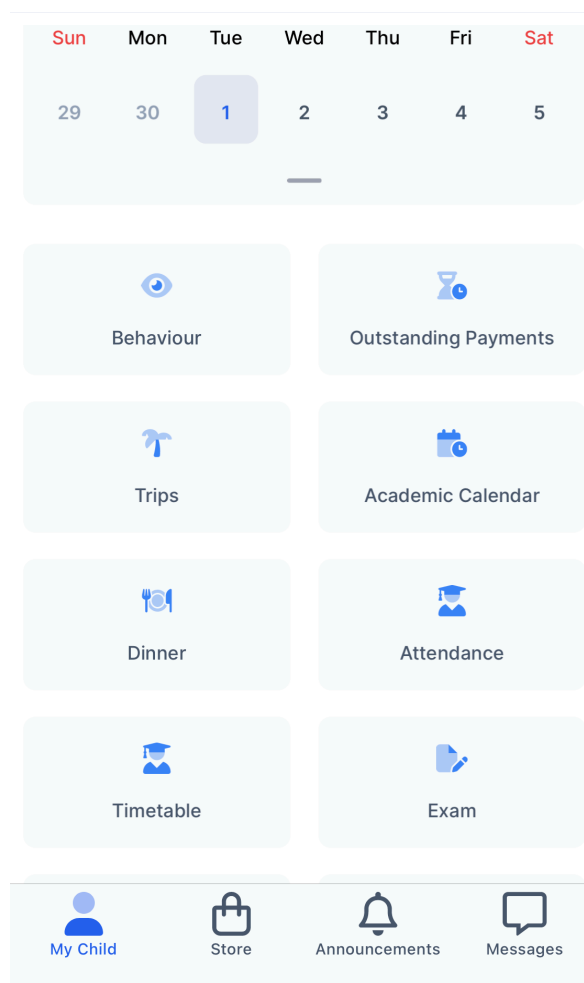 Sun Mon Tue Wed Thu Fri Sat
29 30 1 2 3 4 5
Behaviour
Outstanding Payments
Trips
Academic Calendar
Dinner
Attendance
Timetable
Exam
My Child
Store
Announcements
Messages